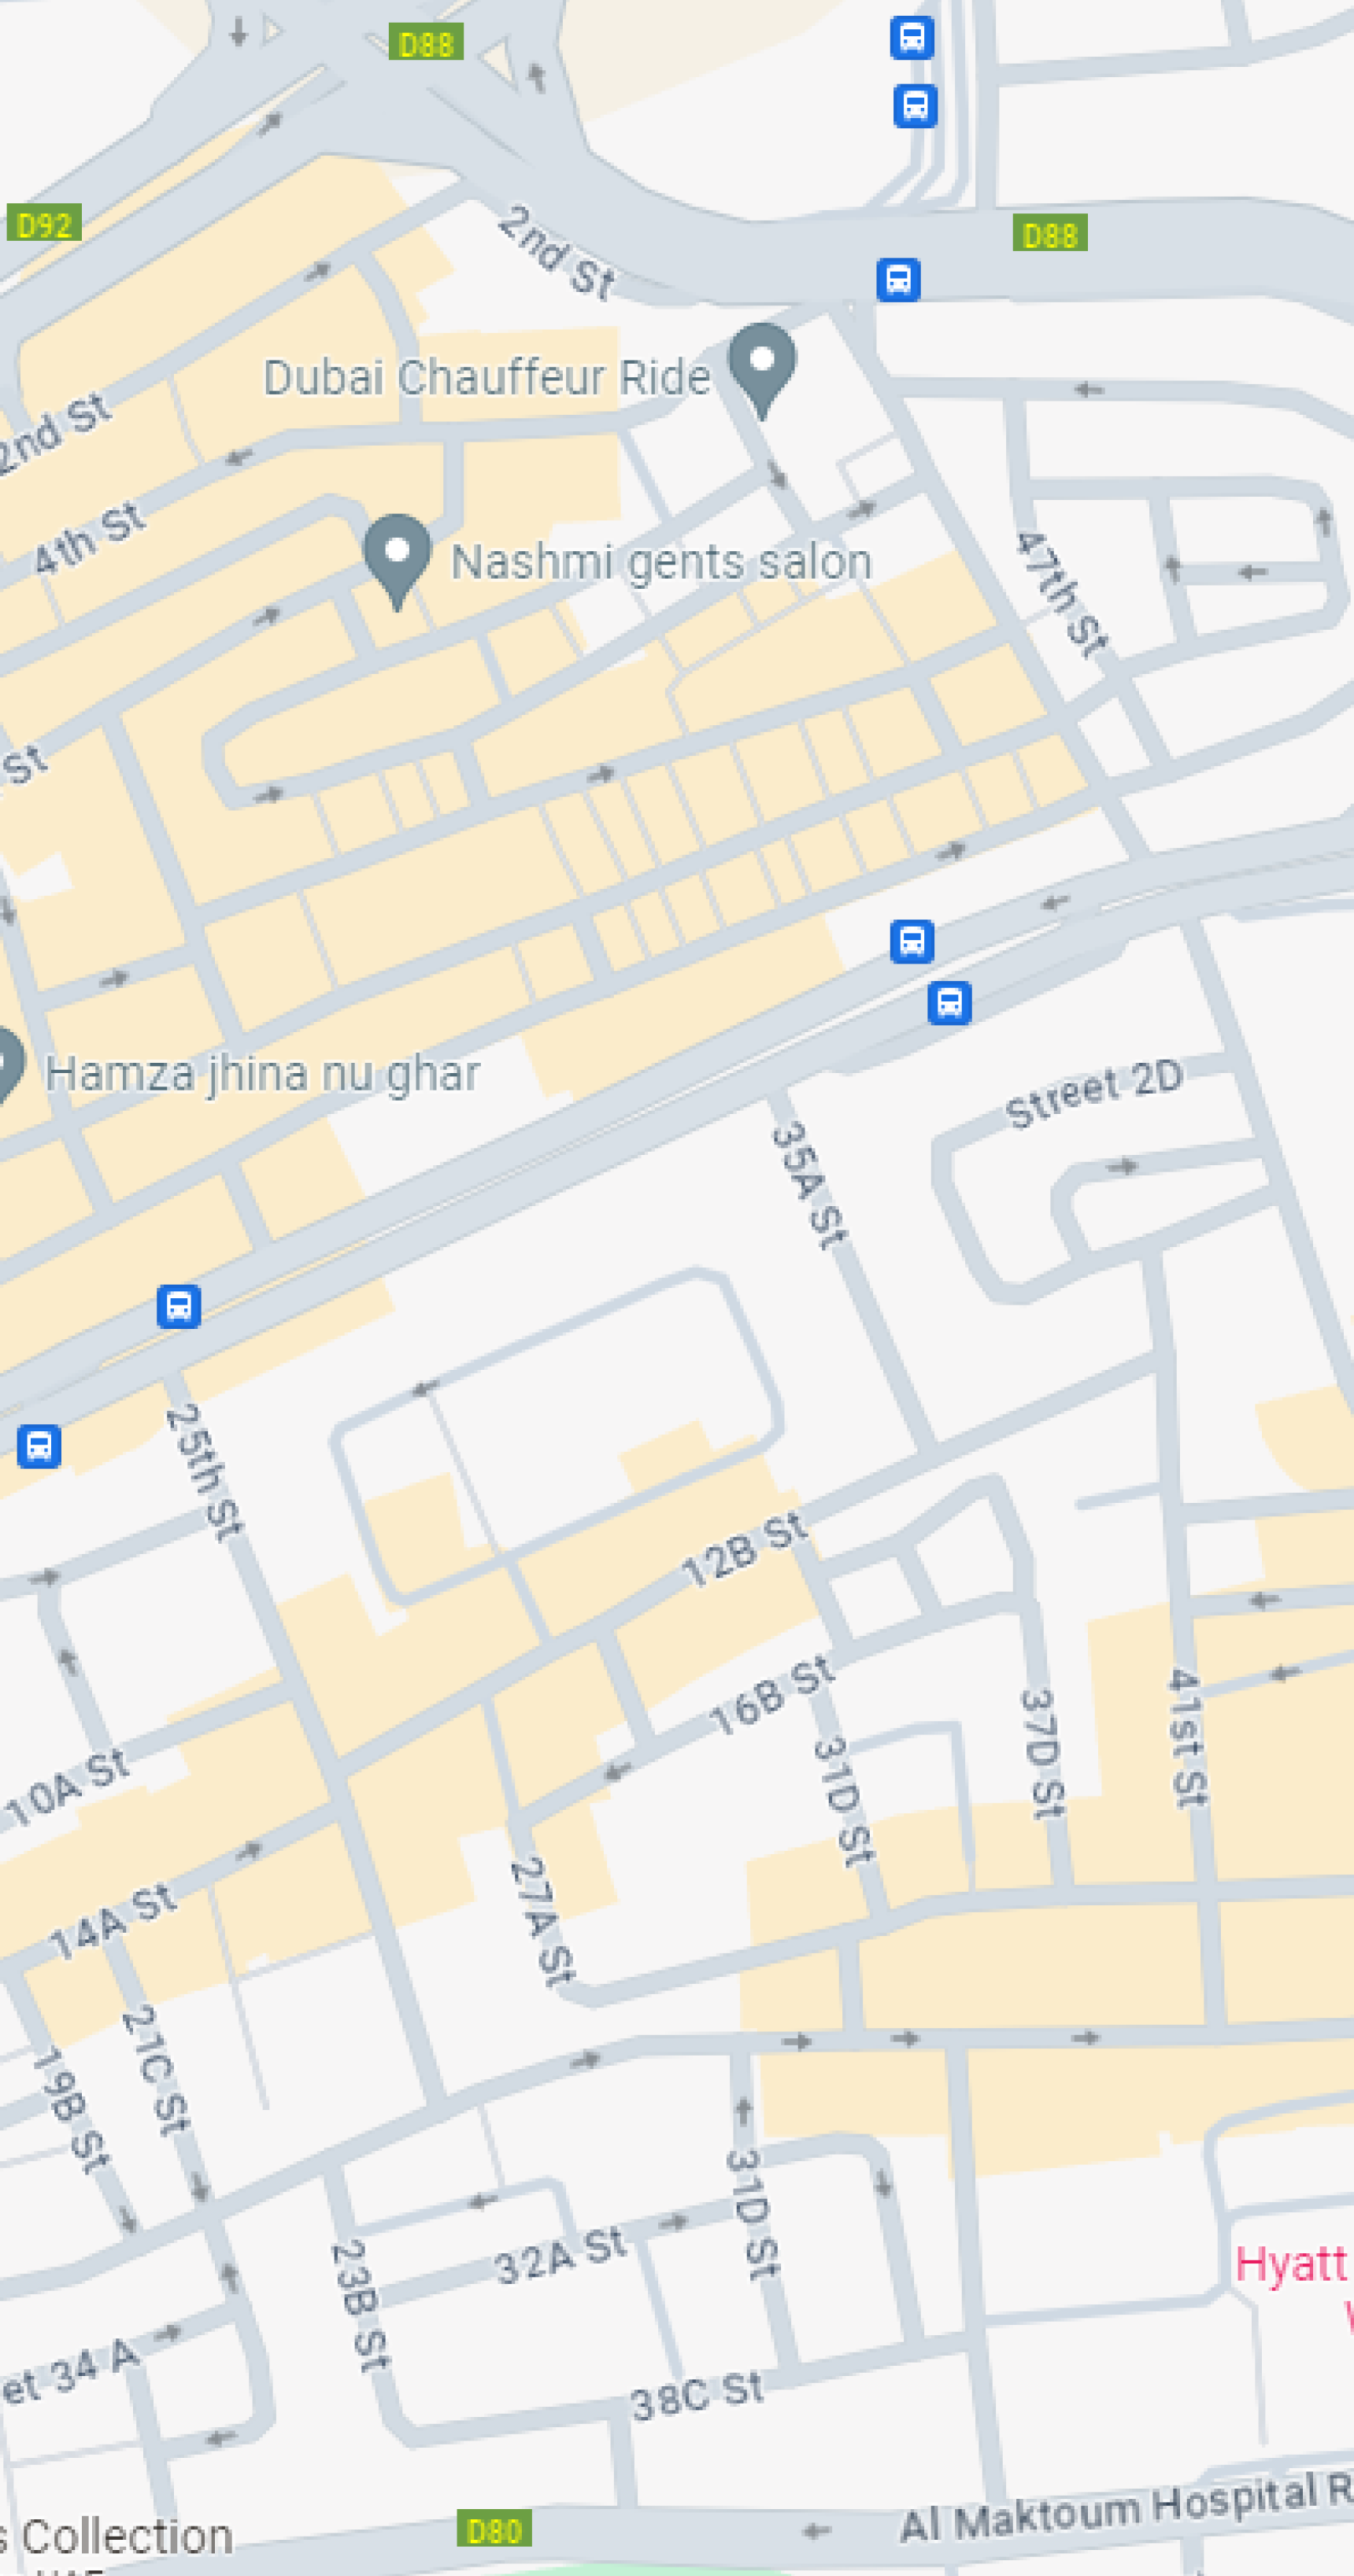 D88
D92
2nd St
D88
Dubai Chauffeur Ride
2nd St
4th St
Nashmi gents salon
47th St
St
Hamza jhina nu ghar
Street 2D
35A St
25th St
12B St
16B St
10A St
31D St
37D St
41st St
14A St
27A St
21C St
19B St
31D St
32A St
23B St
Hyatt
et 34 A
38C St
Al Maktoum Hospital R
s Collection
D80